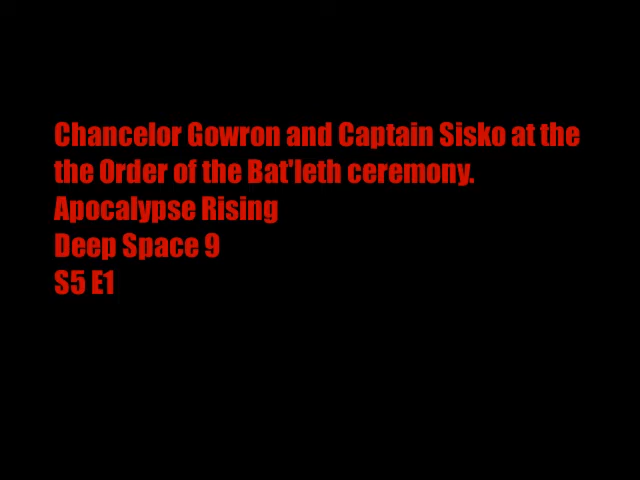 Chancelor Gowron and Captain Sisko at the
the Order of the Bat'leth ceremony.
Apocalypse Rising
Deep Space 9
S5 E1